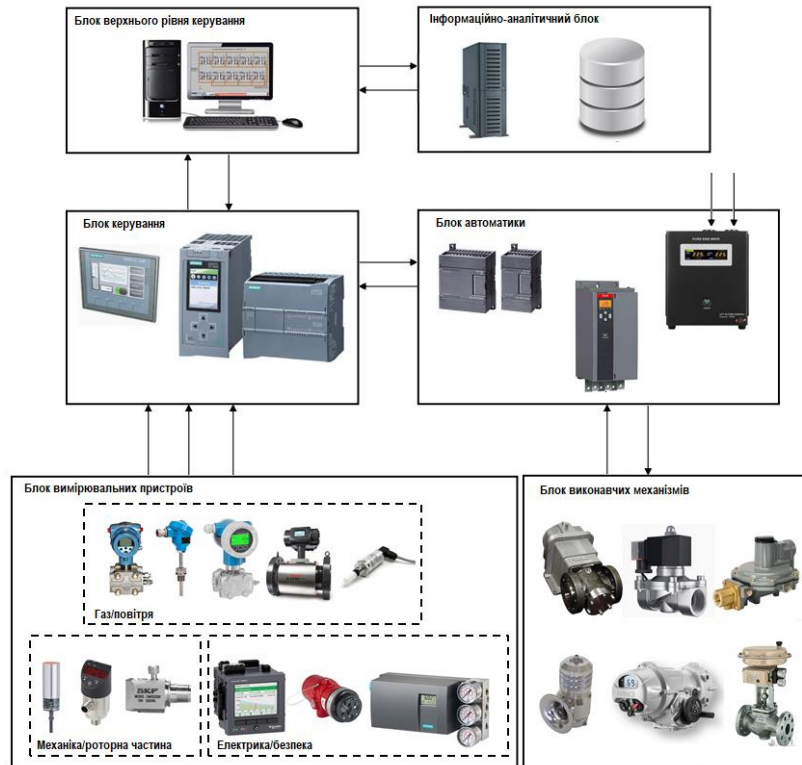 Блок верхнього рівня керування
Інформаційно-аналітичний блок
Блок керування
Блок автоматики
Блок вимірювальних пристроїв
Газ/повітря
Механіка/роторна частина
Електрика/безпека
Блок виконавчих механізмів